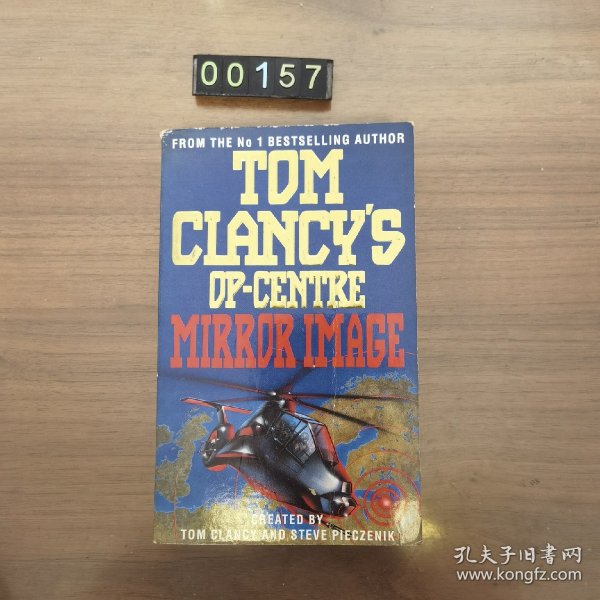 00157
FROM THE No 1 BESTSELLING AUTHOR
TOM
CLANCY'S
OP-CENTRE
MIRROR IMAGE
CREATED BY
TOM CLANCY AND STEVE PIECZENIK
孔夫子旧书网
www.kongfz.com